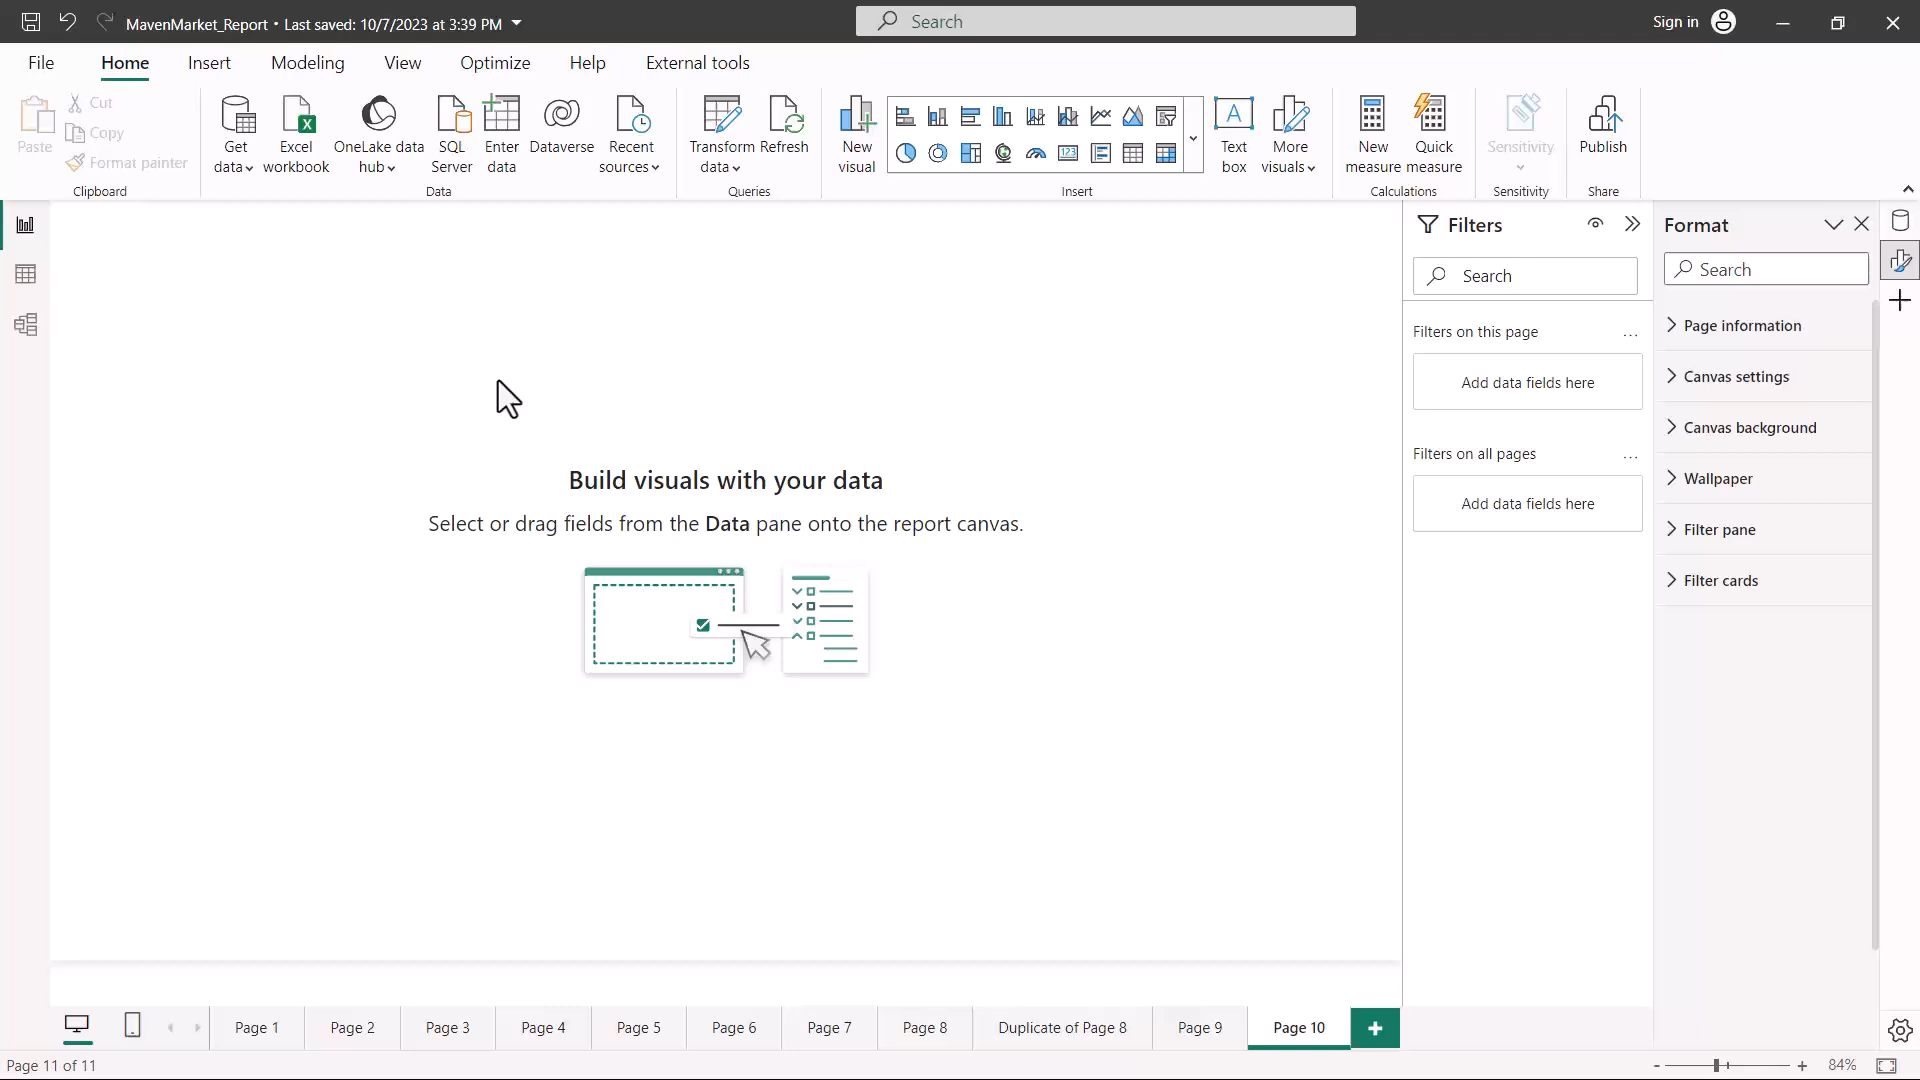 MavenMarket_Report • Last saved: 10/7/2023 at 3:39 PM
Search
Sign in
File
Home
Insert
Modeling
View
Optimize
Help
External tools
Paste
Cut
Copy
Format painter
Clipboard
Get
data
Excel
workbook
OneLake data
hub
SQL
Server
Enter
data
Dataverse
Recent
sources
Data
Transform
data
Refresh
Queries
New
visual
123
Insert
A
Text
box
More
visuals
New
measure
Quick
measure
Calculations
Sensitivity
Sensitivity
Publish
Share
Build visuals with your data
Select or drag fields from the Data pane onto the report canvas.
Filters
Search
Filters on this page
...
Add data fields here
Filters on all pages
...
Add data fields here
Format
Search
Page information
Canvas settings
Canvas background
Wallpaper
Filter pane
Filter cards
Page 1
Page 2
Page 3
Page 4
Page 5
Page 6
Page 7
Page 8
Duplicate of Page 8
Page 9
Page 10
Page 11 of 11
84%